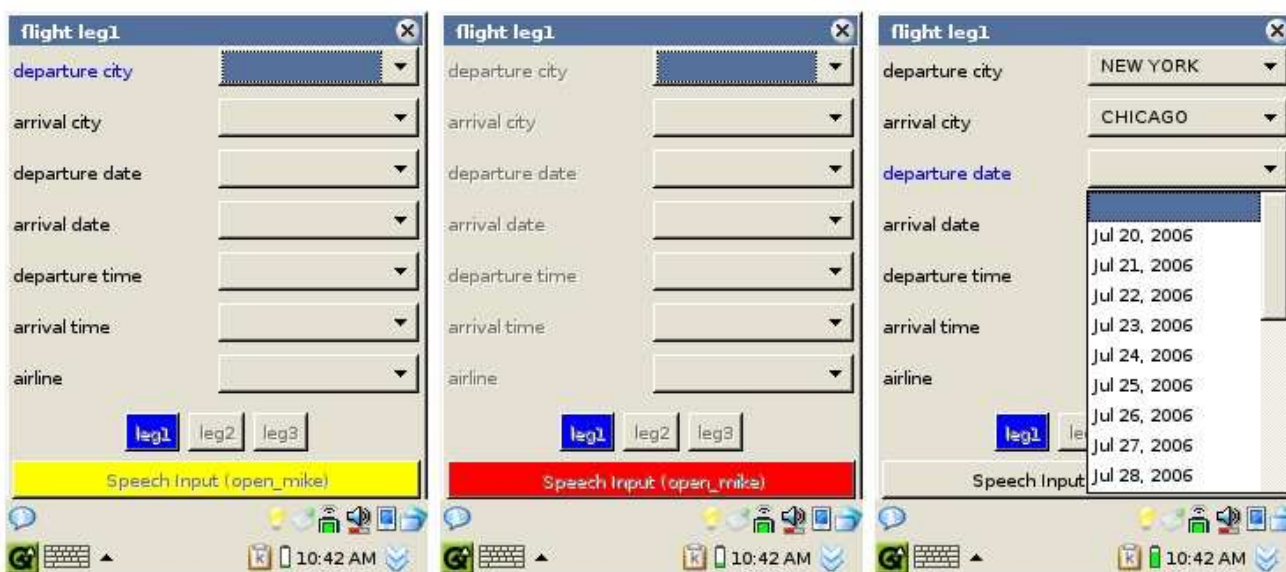 flight leg1
departure city
arrival city
departure date
arrival date
departure time
arrival time
airline
leg1 leg2 leg3
Speech Input (open_mike)
10:42 AM
flight leg1
departure city
arrival city
departure date
arrival date
departure time
arrival time
airline
leg1 leg2 leg3
Speech Input (open_mike)
10:42 AM
flight leg1
departure city NEW YORK
arrival city CHICAGO
departure date
arrival date
departure time
arrival time
airline
Jul 20, 2006
Jul 21, 2006
Jul 22, 2006
Jul 23, 2006
Jul 24, 2006
Jul 25, 2006
Jul 26, 2006
Jul 27, 2006
Jul 28, 2006
leg1 le
Speech Input
10:42 AM